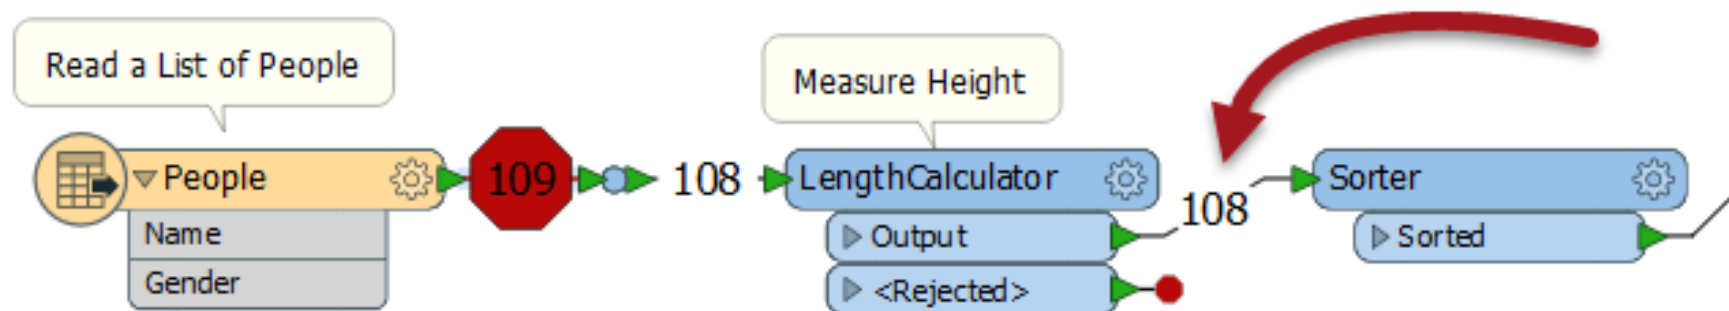 Read a List of People
Measure Height
People
109
108
LengthCalculator
108
Sorter
Name
Output
Sorted
Gender
<Rejected>